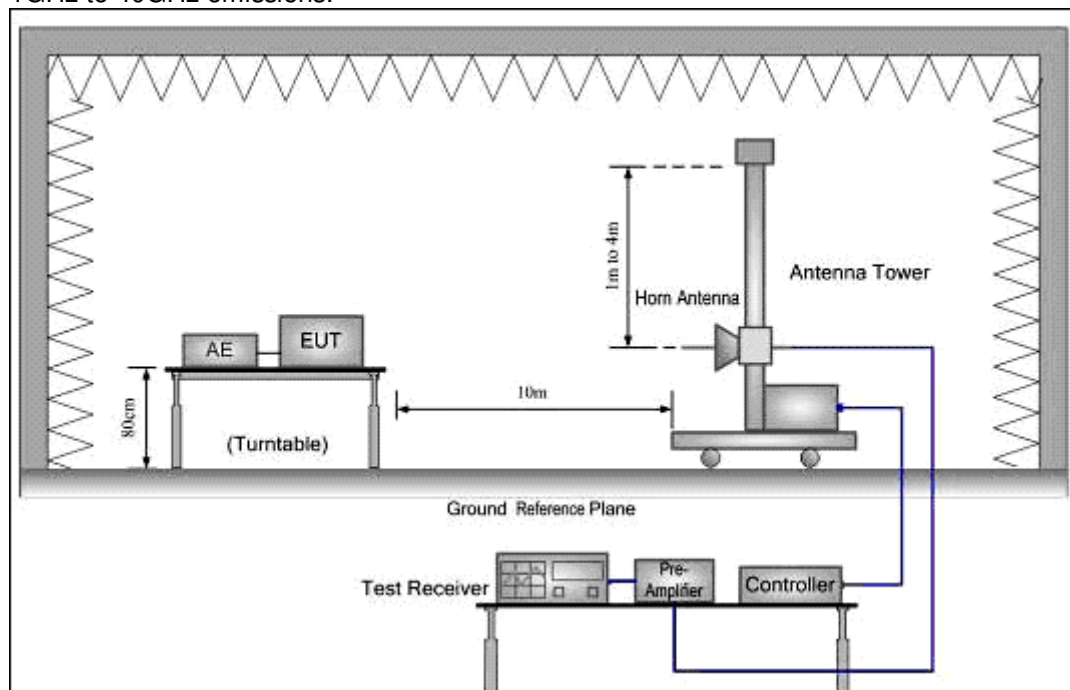 1m to 4m
Antenna Tower
Horn Antenna
AE
EUT
10m
80cm
(Turntable)
Ground Reference Plane
Test Receiver
Pre-
Amplifier
Controller